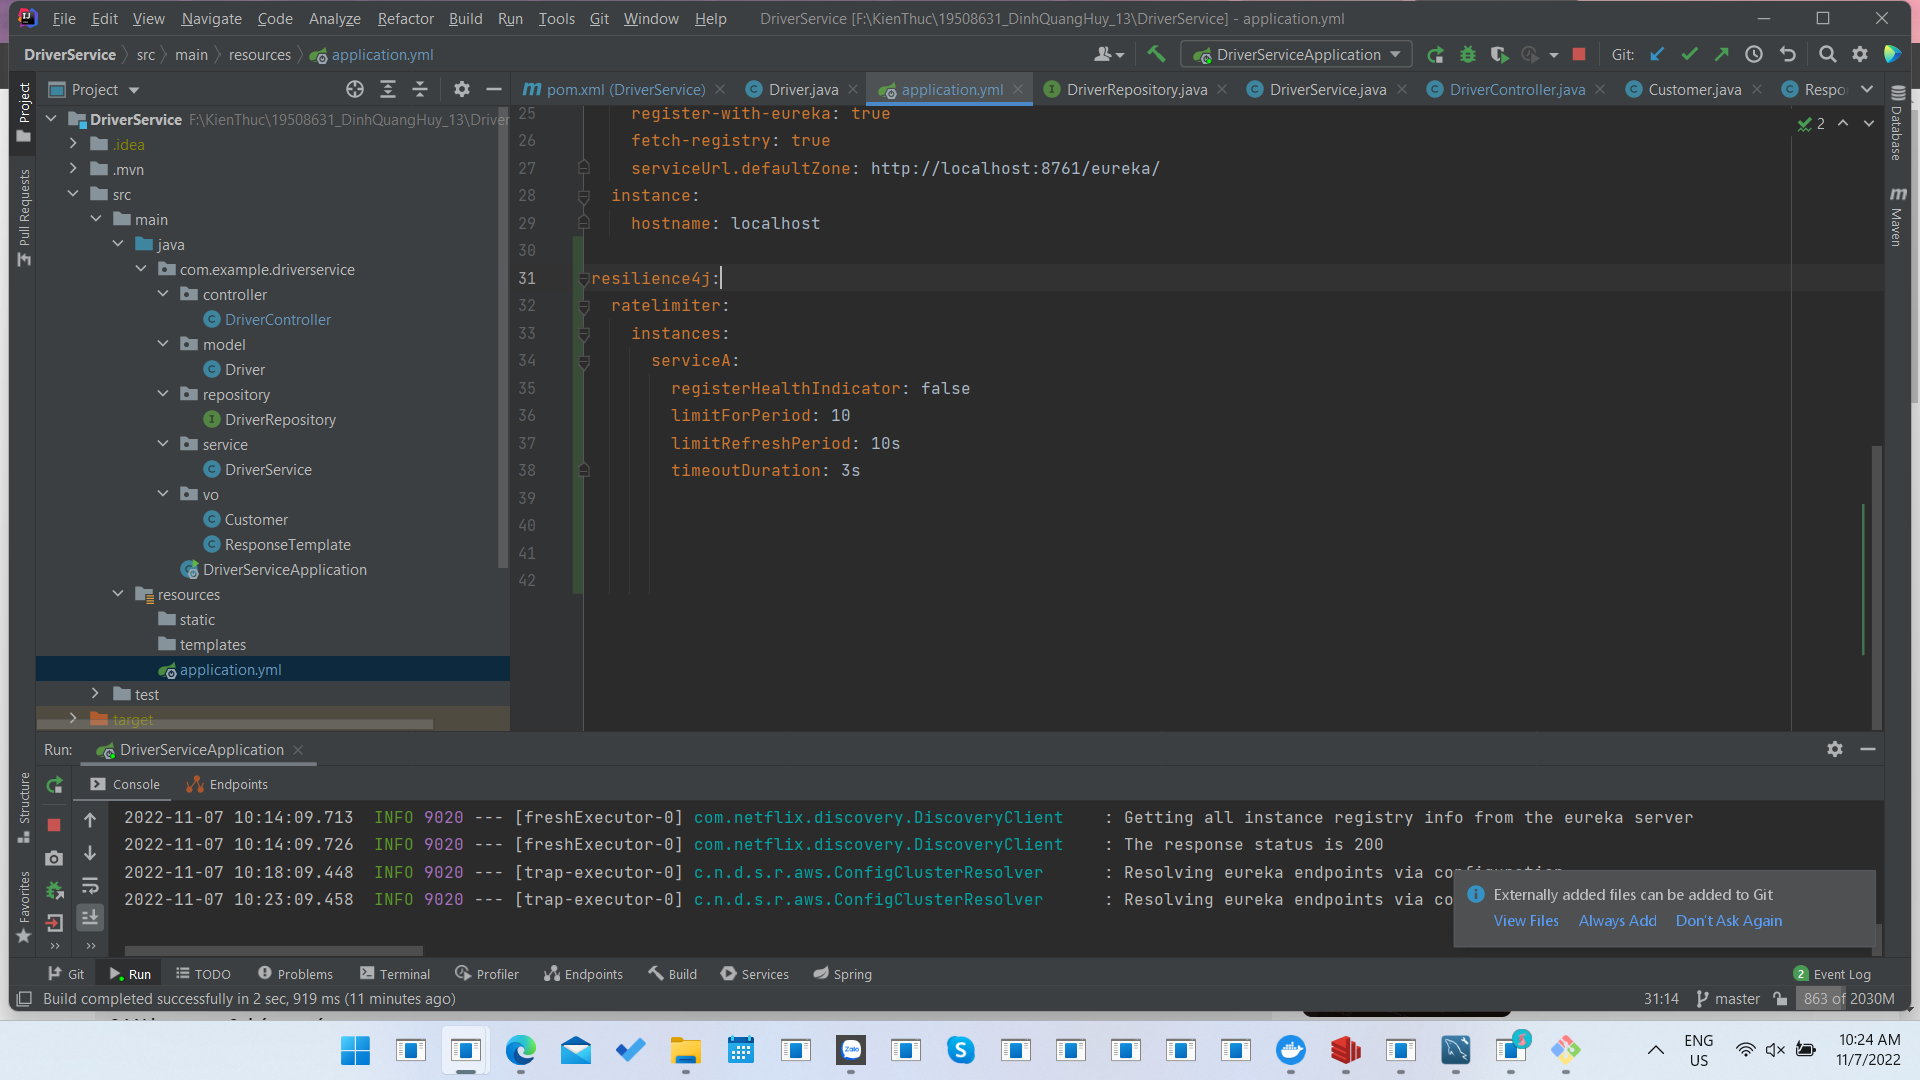 File Edit View Navigate Code Analyze Refactor Build Run Tools Git Window Help DriverService [F:\KienThuc\19508631_DinhQuangHuy_13\DriverService] - application.yml
DriverService src main resources application.yml
DriverServiceApplication Git:
Project
pom.xml (DriverService) Driver.java application.yml DriverRepository.java DriverService.java DriverController.java Customer.java Respo
Project
Pull Requests
Structure
Favorites
Database
Maven
DriverService F:\KienThuc\19508631_DinhQuangHuy_13\Driver
.idea
.mvn
src
main
java
com.example.driverservice
controller
DriverController
model
Driver
repository
DriverRepository
service
DriverService
vo
Customer
ResponseTemplate
DriverServiceApplication
resources
static
templates
application.yml
test
target
2
25 register-with-eureka: true
26 fetch-registry: true
27 serviceUrl.defaultZone: http://localhost:8761/eureka/
28 instance:
29 hostname: localhost
30
31 resilience4j:
32 ratelimiter:
33 instances:
34 serviceA:
35 registerHealthIndicator: false
36 limitForPeriod: 10
37 limitRefreshPeriod: 10s
38 timeoutDuration: 3s
39
40
41
42
Run: DriverServiceApplication
Console Endpoints
2022-11-07 10:14:09.713 INFO 9020 --- [freshExecutor-0] com.netflix.discovery.DiscoveryClient : Getting all instance registry info from the eureka server
2022-11-07 10:14:09.726 INFO 9020 --- [freshExecutor-0] com.netflix.discovery.DiscoveryClient : The response status is 200
2022-11-07 10:18:09.448 INFO 9020 --- [trap-executor-0] c.n.d.s.r.aws.ConfigClusterResolver : Resolving eureka endpoints via configuration
2022-11-07 10:23:09.458 INFO 9020 --- [trap-executor-0] c.n.d.s.r.aws.ConfigClusterResolver : Resolving eureka endpoints via co
Externally added files can be added to Git
View Files Always Add Don't Ask Again
Git Run TODO Problems Terminal Profiler Endpoints Build Services Spring 2 Event Log
Build completed successfully in 2 sec, 919 ms (11 minutes ago) 31:14 master 863 of 2030M
Zalo
ENG
US
10:24 AM
11/7/2022